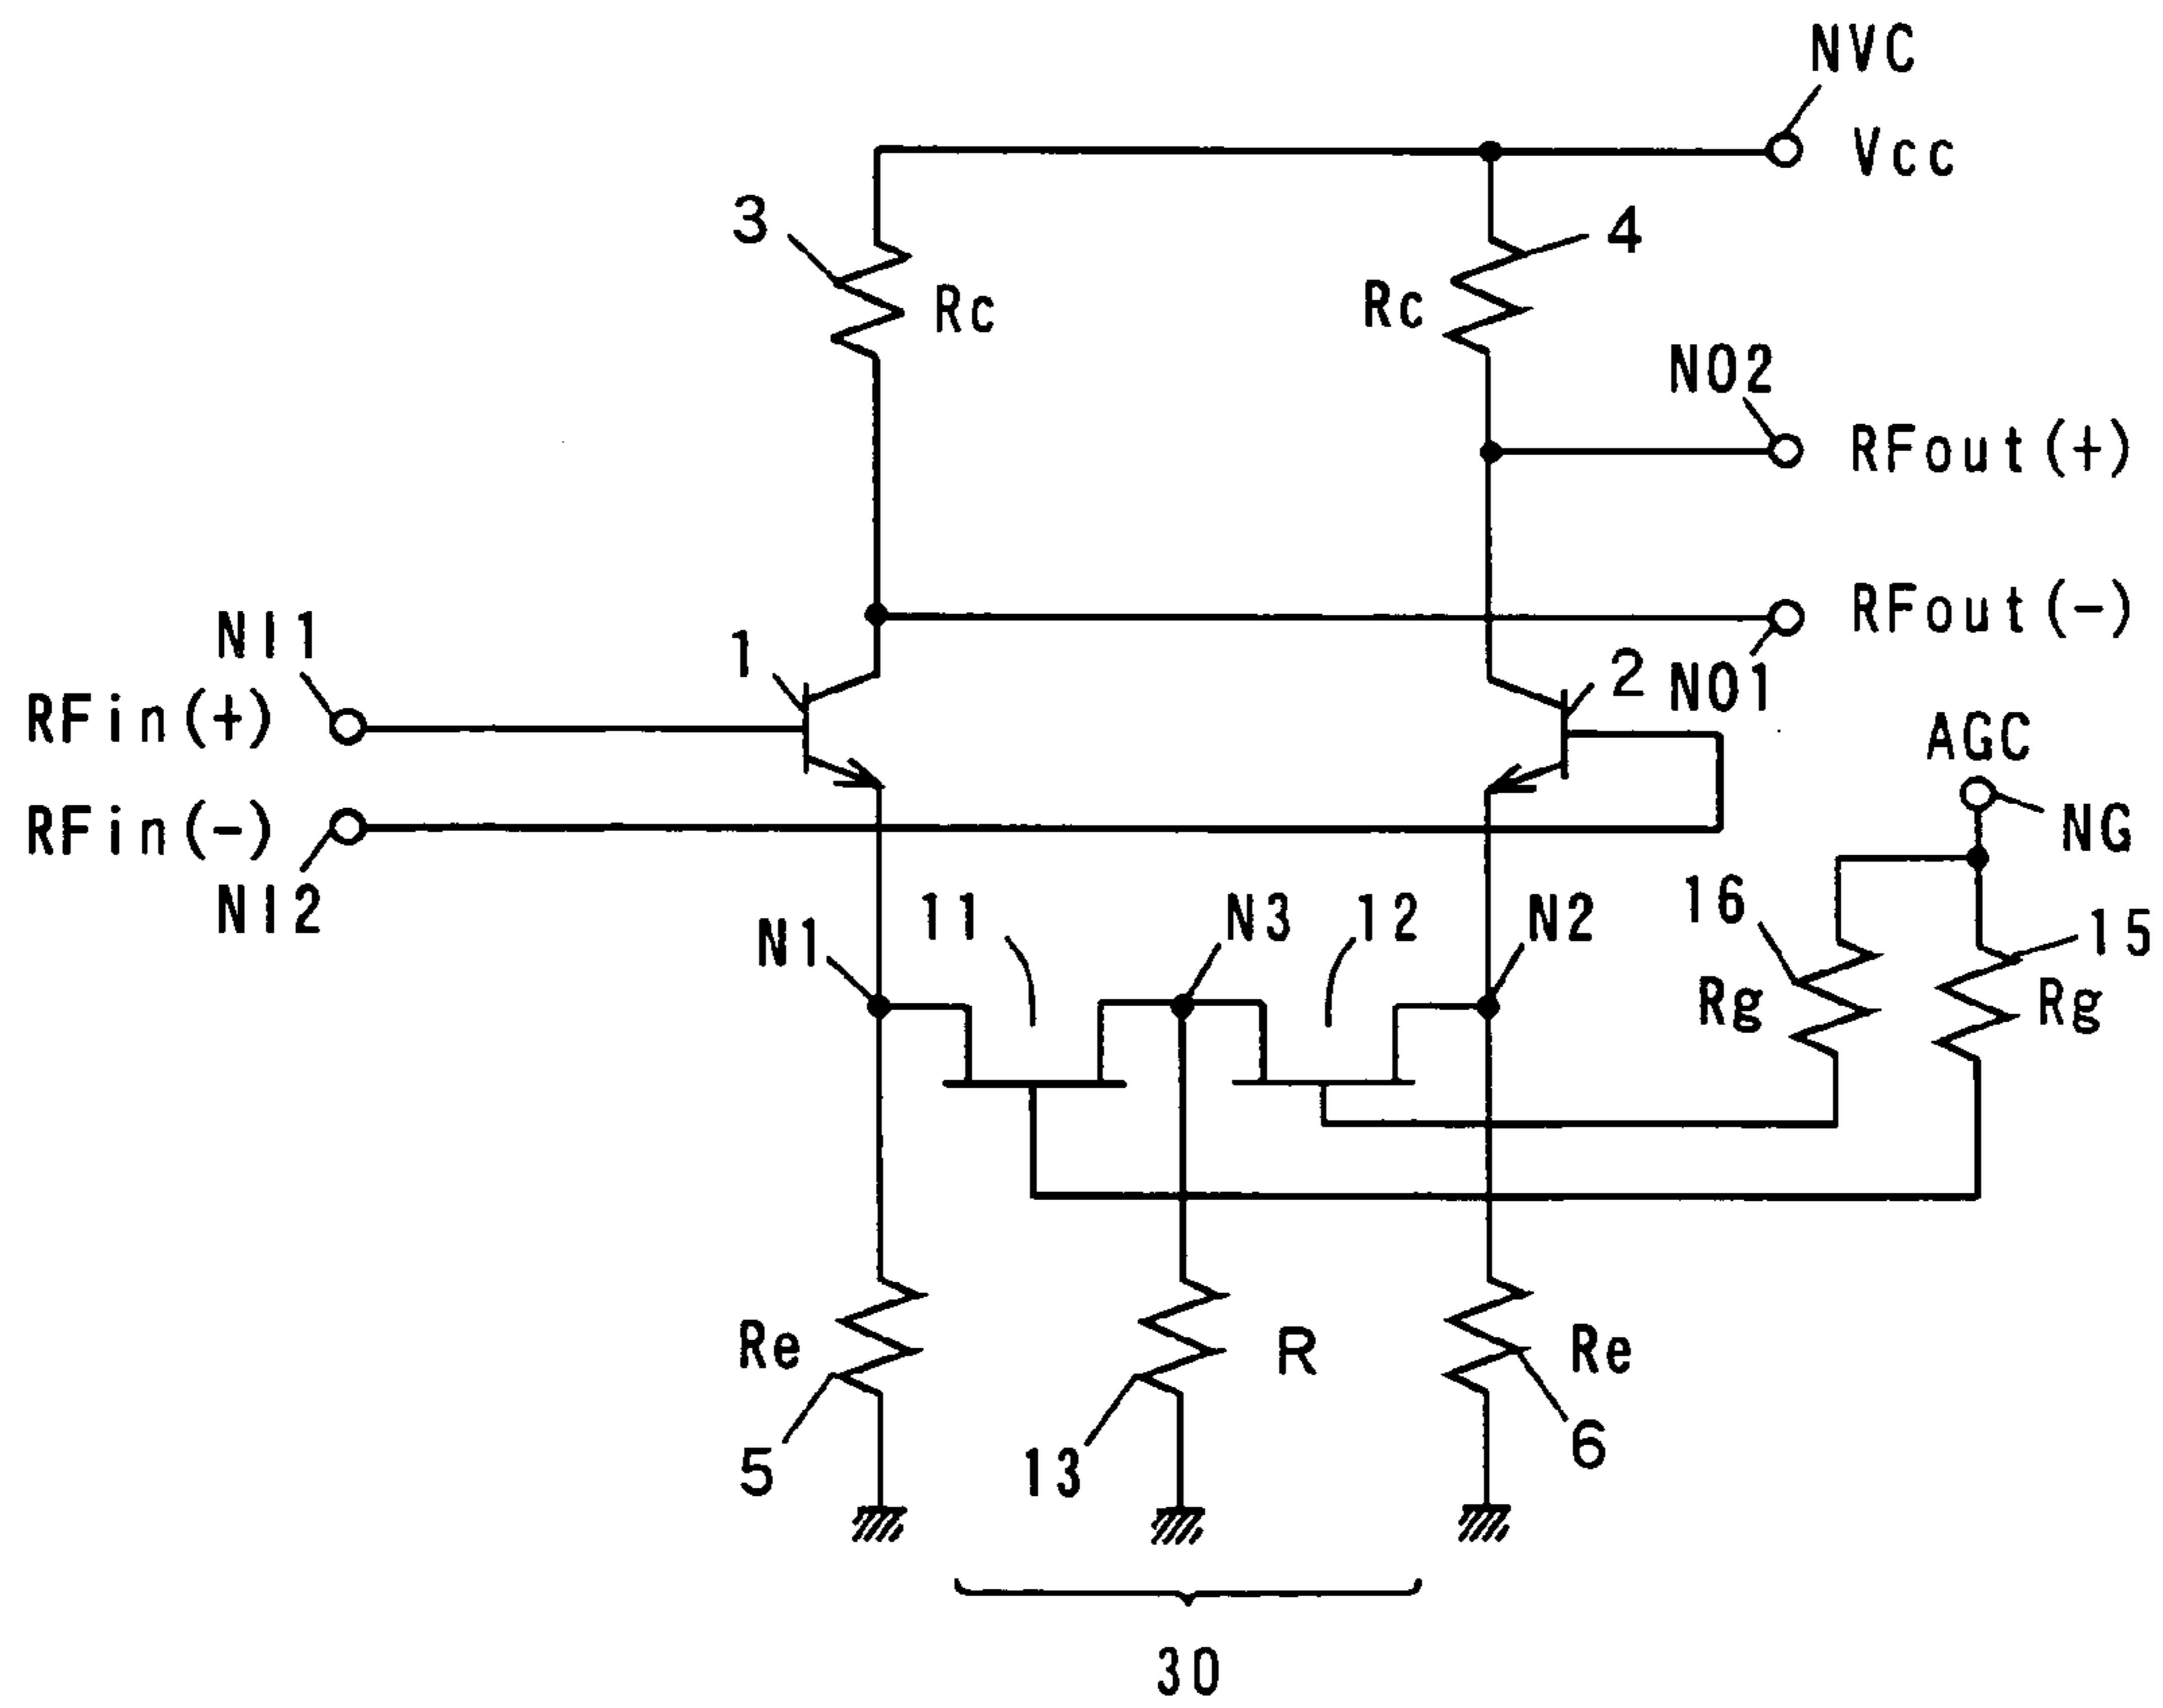 NVC
Vcc
3
4
Rc
Rc
NO2
RFout(+)
RFout(-)
NI1
1
2
NO1
RFin(+)
AGC
RFin(-)
NG
NI2
N1
11
N3
12
N2
16
15
Rg
Rg
Re
R
Re
5
13
6
30